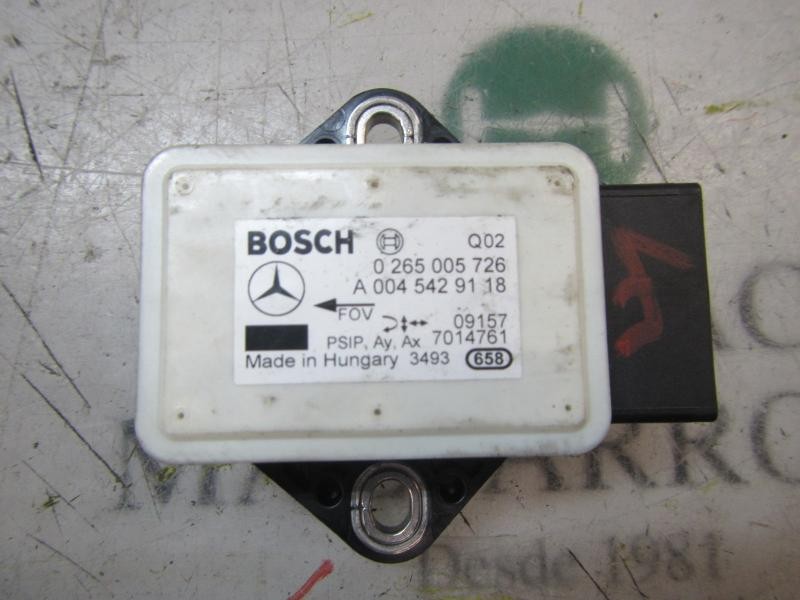 BOSCH Q02
0 265 005 726
A 004 542 91 18
FOV
09157
PSIP, Ay, Ax 7014761
Made in Hungary 3493 658
Desde 1981